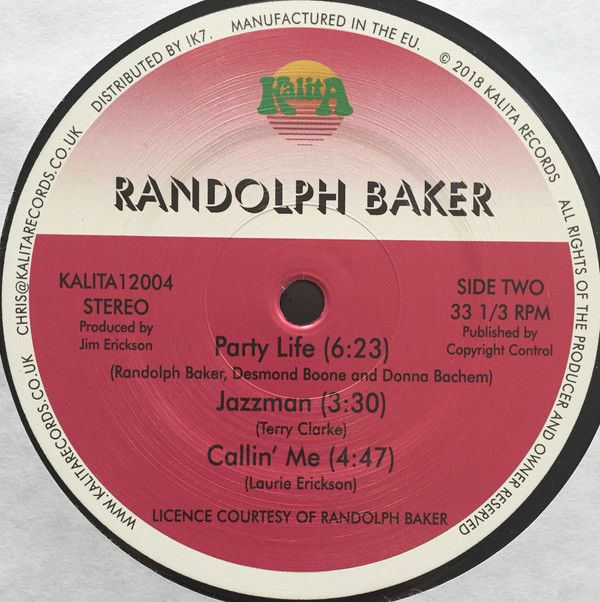 WWW.KALITARECORDS.CO.UK CHRIS@KALITARECORDS.CO.UK DISTRIBUTED BY !K7. MANUFACTURED IN THE EU. © 2018 KALITA RECORDS ALL RIGHTS OF THE PRODUCER AND OWNER RESERVED
KALITA
RANDOLPH BAKER
KALITA12004
STEREO
Produced by
Jim Erickson
SIDE TWO
33 1/3 RPM
Published by
Copyright Control
Party Life (6:23)
(Randolph Baker, Desmond Boone and Donna Bachem)
Jazzman (3:30)
(Terry Clarke)
Callin' Me (4:47)
(Laurie Erickson)
LICENCE COURTESY OF RANDOLPH BAKER